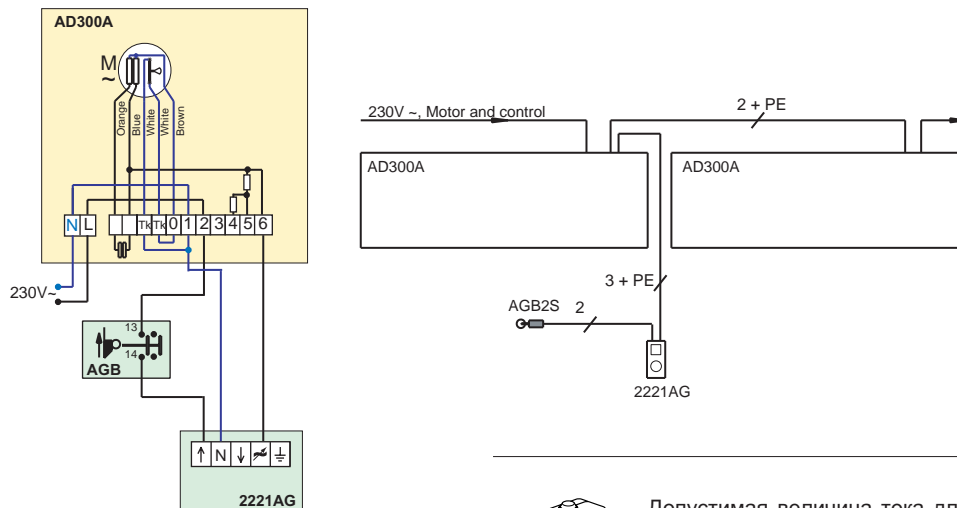 AD300A
M
~
Orange
Blue
White
White
Brown
N L Tk Tk 0 1 2 3 4 5 6
230V~
13
14
AGB
↑ N ↓ ⏚
2221AG
230V ~, Motor and control
2 + PE
AD300A
AD300A
3 + PE
AGB2S 2
2221AG
Допустимая величина тока